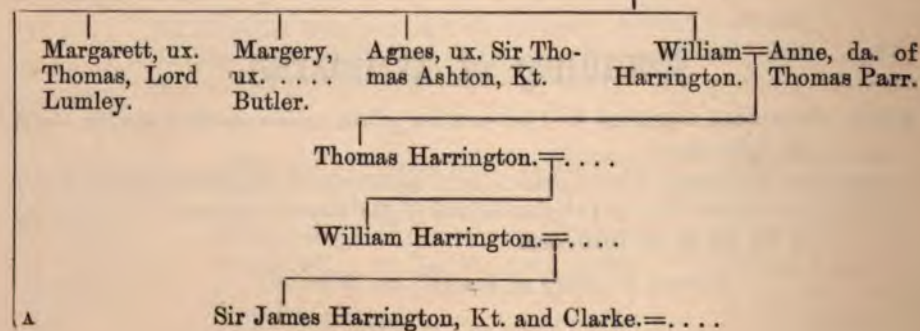 Margarett, ux. Thomas, Lord Lumley.
Margery, ux. . . . . . Butler.
Agnes, ux. Sir Thomas Ashton, Kt.
William Harrington.=Anne, da. of Thomas Parr.
Thomas Harrington.=. . . .
William Harrington.=. . . .
A Sir James Harrington, Kt. and Clarke.=. . . .